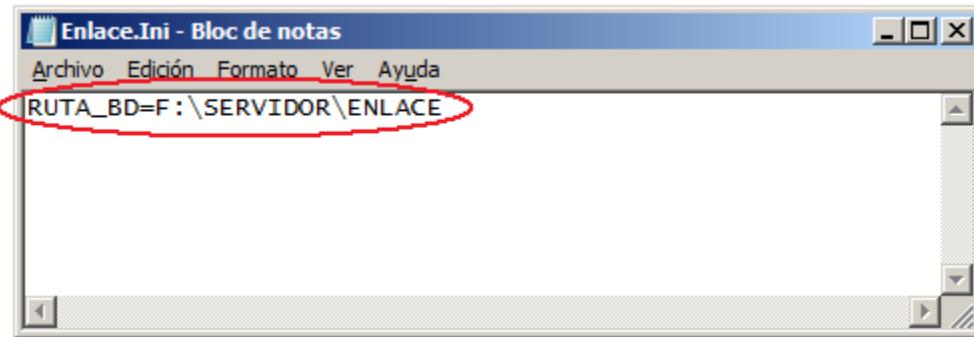 Enlace.Ini - Bloc de notas
Archivo Edición Formato Ver Ayuda
RUTA_BD=F:\SERVIDOR\ENLACE